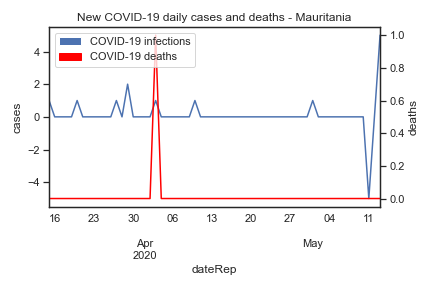 New COVID-19 daily cases and deaths - Mauritania
COVID-19 infections
COVID-19 deaths
cases
4
2
0
−2
−4
deaths
1.0
0.8
0.6
0.4
0.2
0.0
16 23 30 06 13 20 27 04 11
Apr May
2020
dateRep